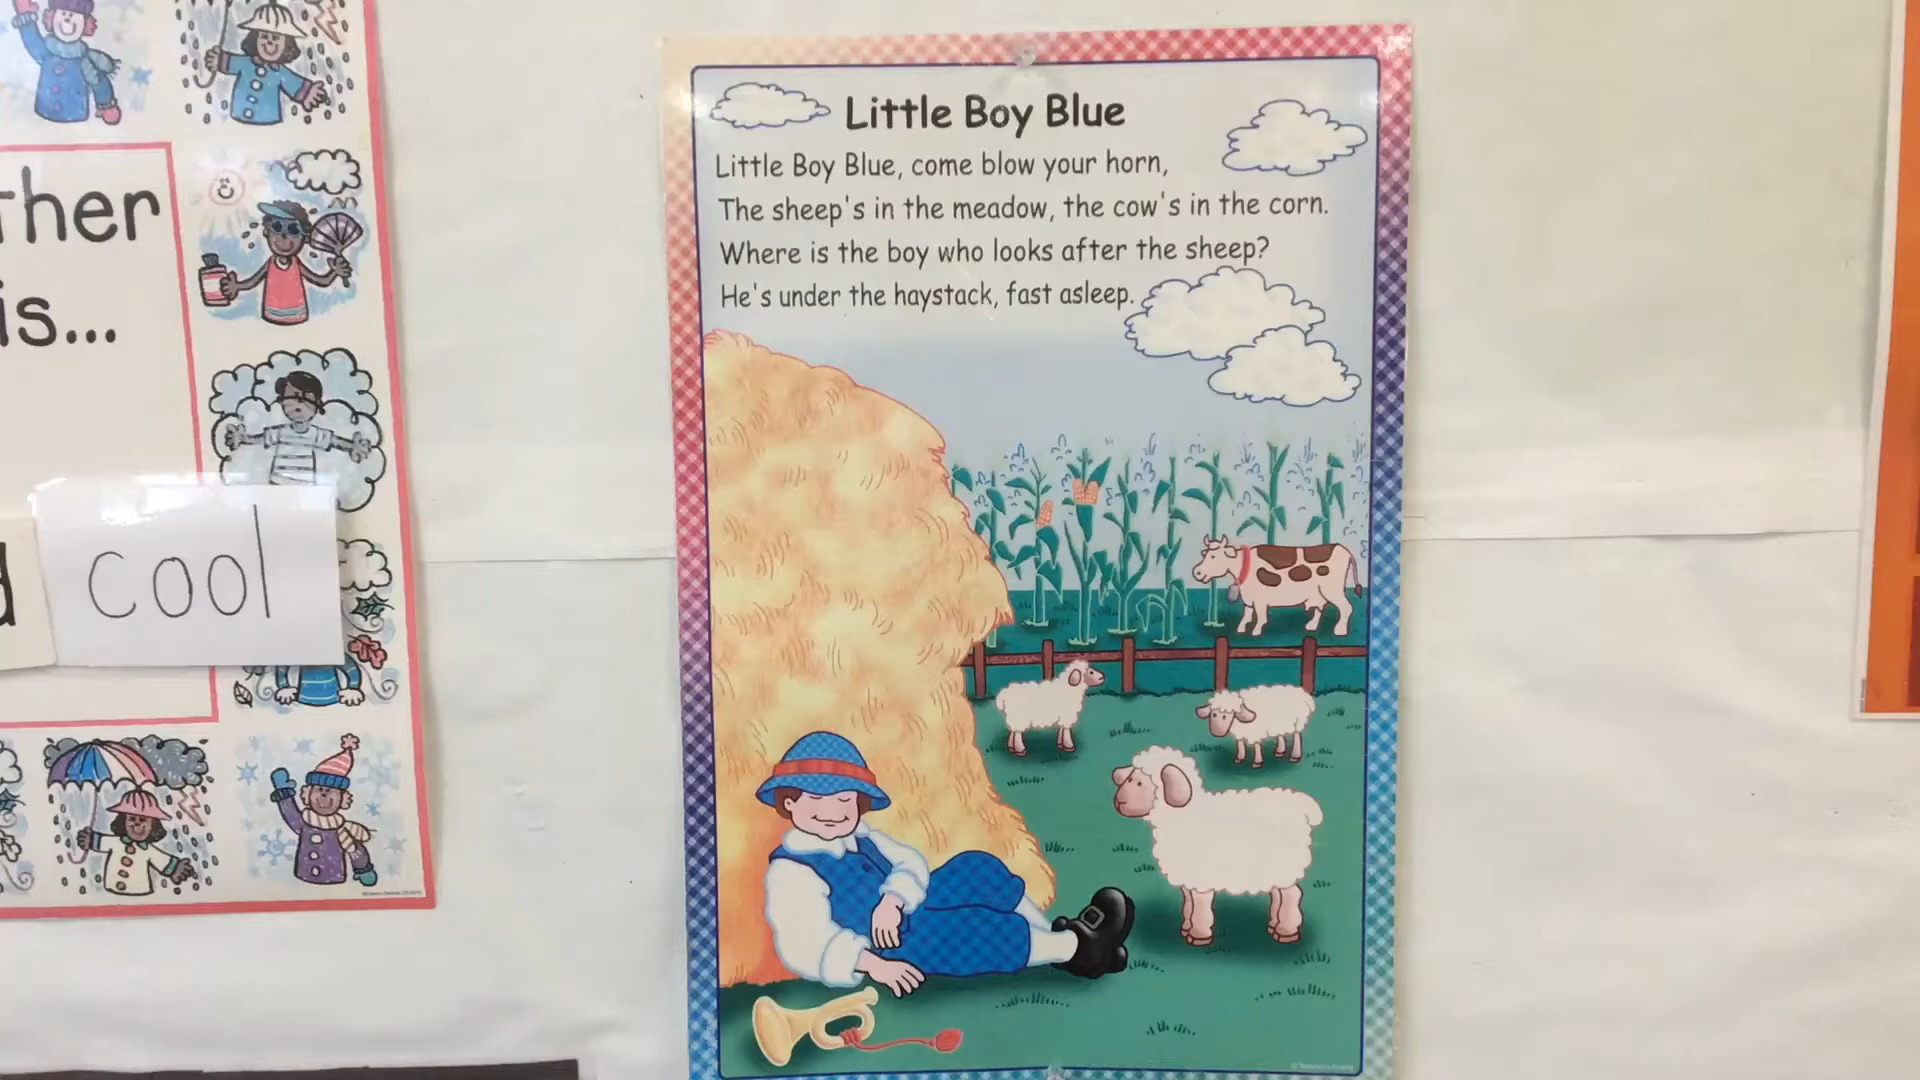 ther
is...
cool
Little Boy Blue
Little Boy Blue, come blow your horn,
The sheep's in the meadow, the cow's in the corn.
Where is the boy who looks after the sheep?
He's under the haystack, fast asleep.